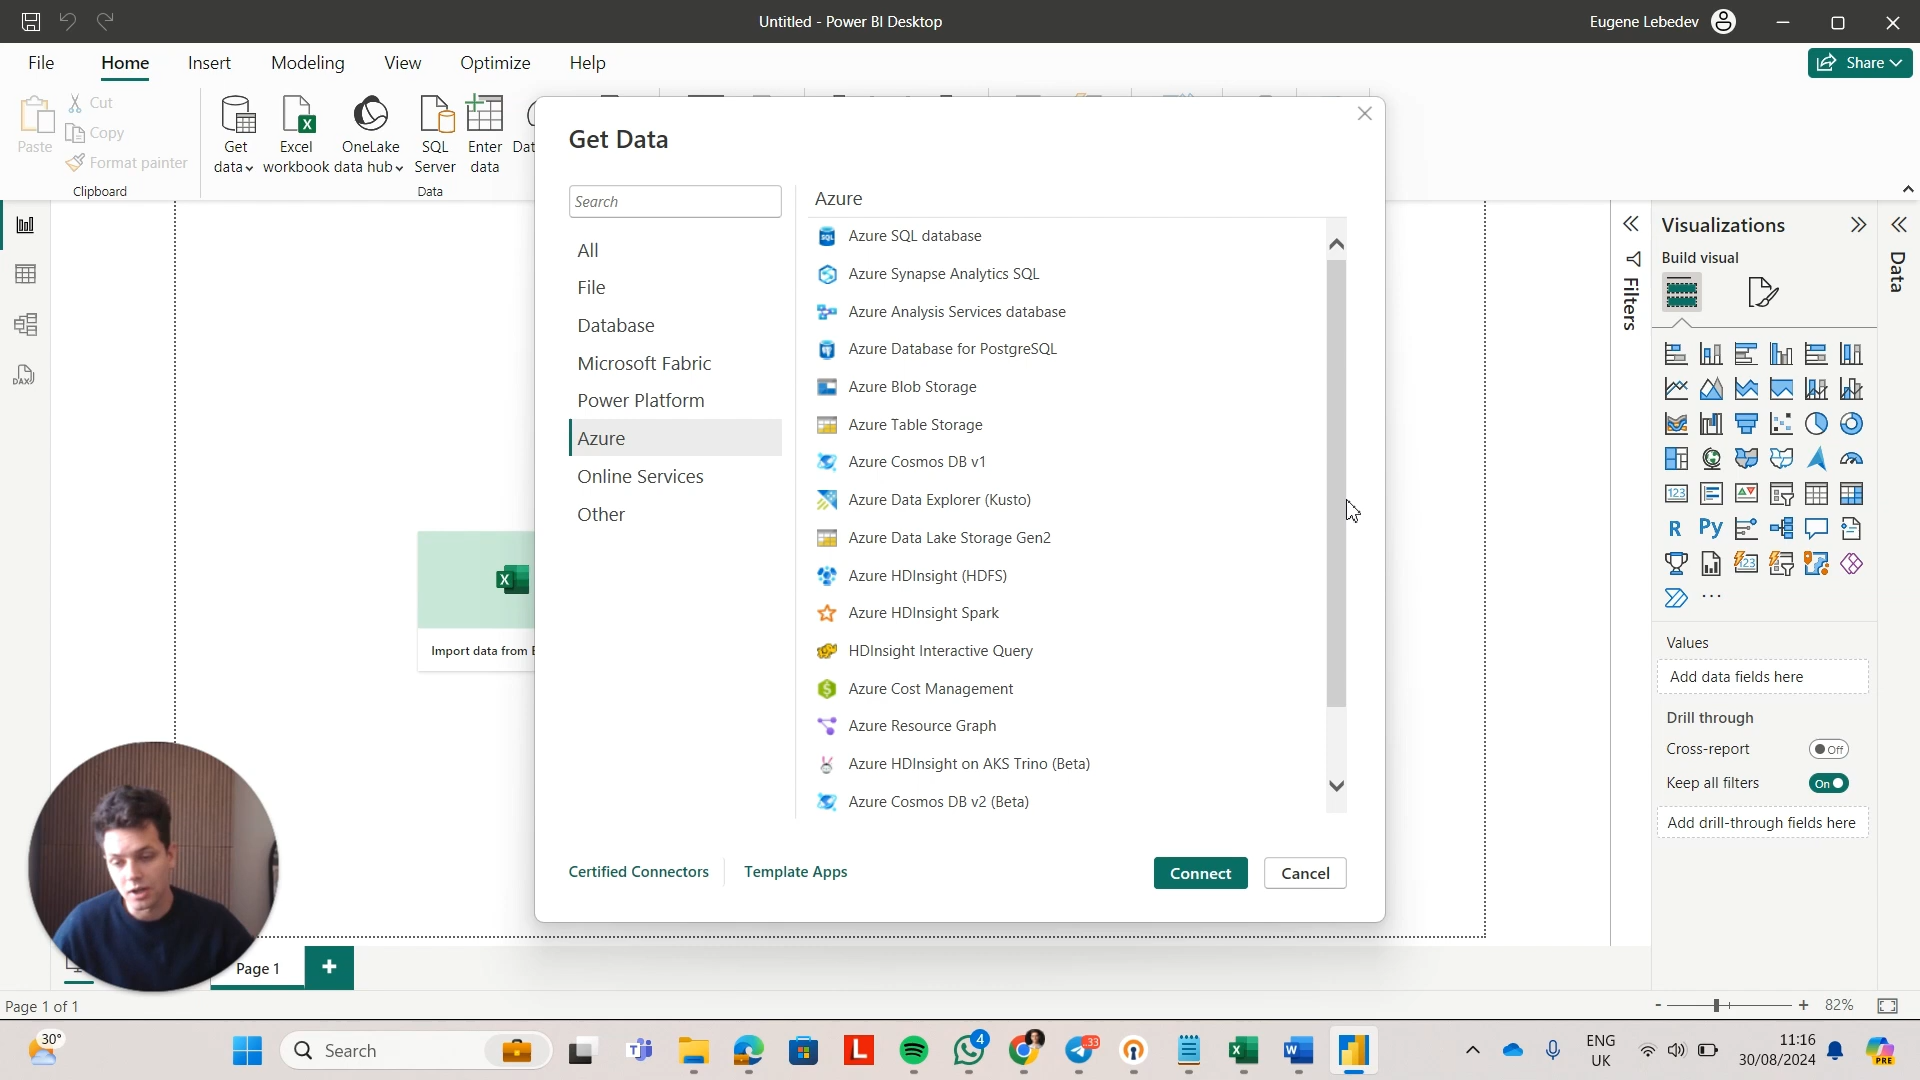 Untitled - Power BI Desktop
Eugene Lebedev
File
Home
Insert
Modeling
View
Optimize
Help
Share
Paste
Cut
Copy
Format painter
Clipboard
Get data
Excel workbook
OneLake data hub
SQL Server
Enter data
Dat
Data
Get Data
Search
All
File
Database
Microsoft Fabric
Power Platform
Azure
Online Services
Other
Azure
Azure SQL database
Azure Synapse Analytics SQL
Azure Analysis Services database
Azure Database for PostgreSQL
Azure Blob Storage
Azure Table Storage
Azure Cosmos DB v1
Azure Data Explorer (Kusto)
Azure Data Lake Storage Gen2
Azure HDInsight (HDFS)
Azure HDInsight Spark
HDInsight Interactive Query
Azure Cost Management
Azure Resource Graph
Azure HDInsight on AKS Trino (Beta)
Azure Cosmos DB v2 (Beta)
Certified Connectors
Template Apps
Connect
Cancel
Import data from E
Filters
Visualizations
Build visual
Data
Values
Add data fields here
Drill through
Cross-report
Off
Keep all filters
On
Add drill-through fields here
Page 1
Page 1 of 1
- + 82%
30°
Search
4
33
ENG
UK
11:16
30/08/2024
PRE